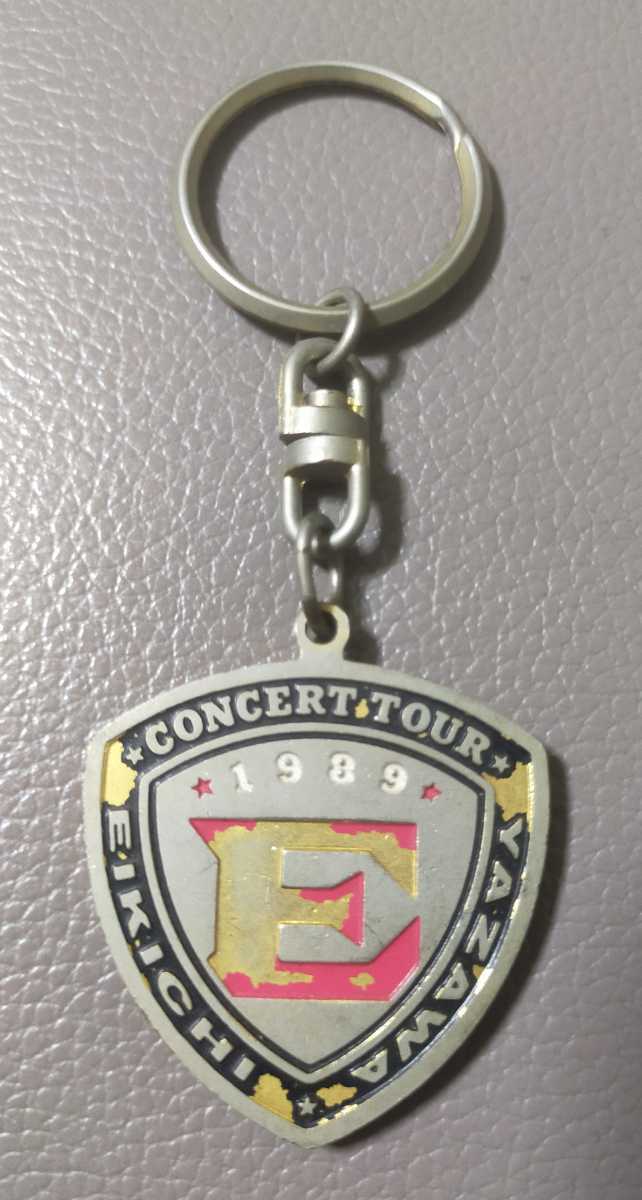 ★CONCERT TOUR★
★1989★
E
EIKICHI★YAZAWA